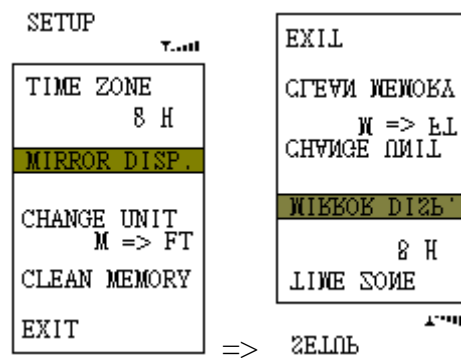 SETUP
TIME ZONE
8 H
MIRROR DISP.
CHANGE UNIT
M => FT
CLEAN MEMORY
EXIT
=>
EXIT
CLEAN MEMORY
M => FT
CHANGE UNIT
MIRROR DISP.
8 H
TIME ZONE
SETUP